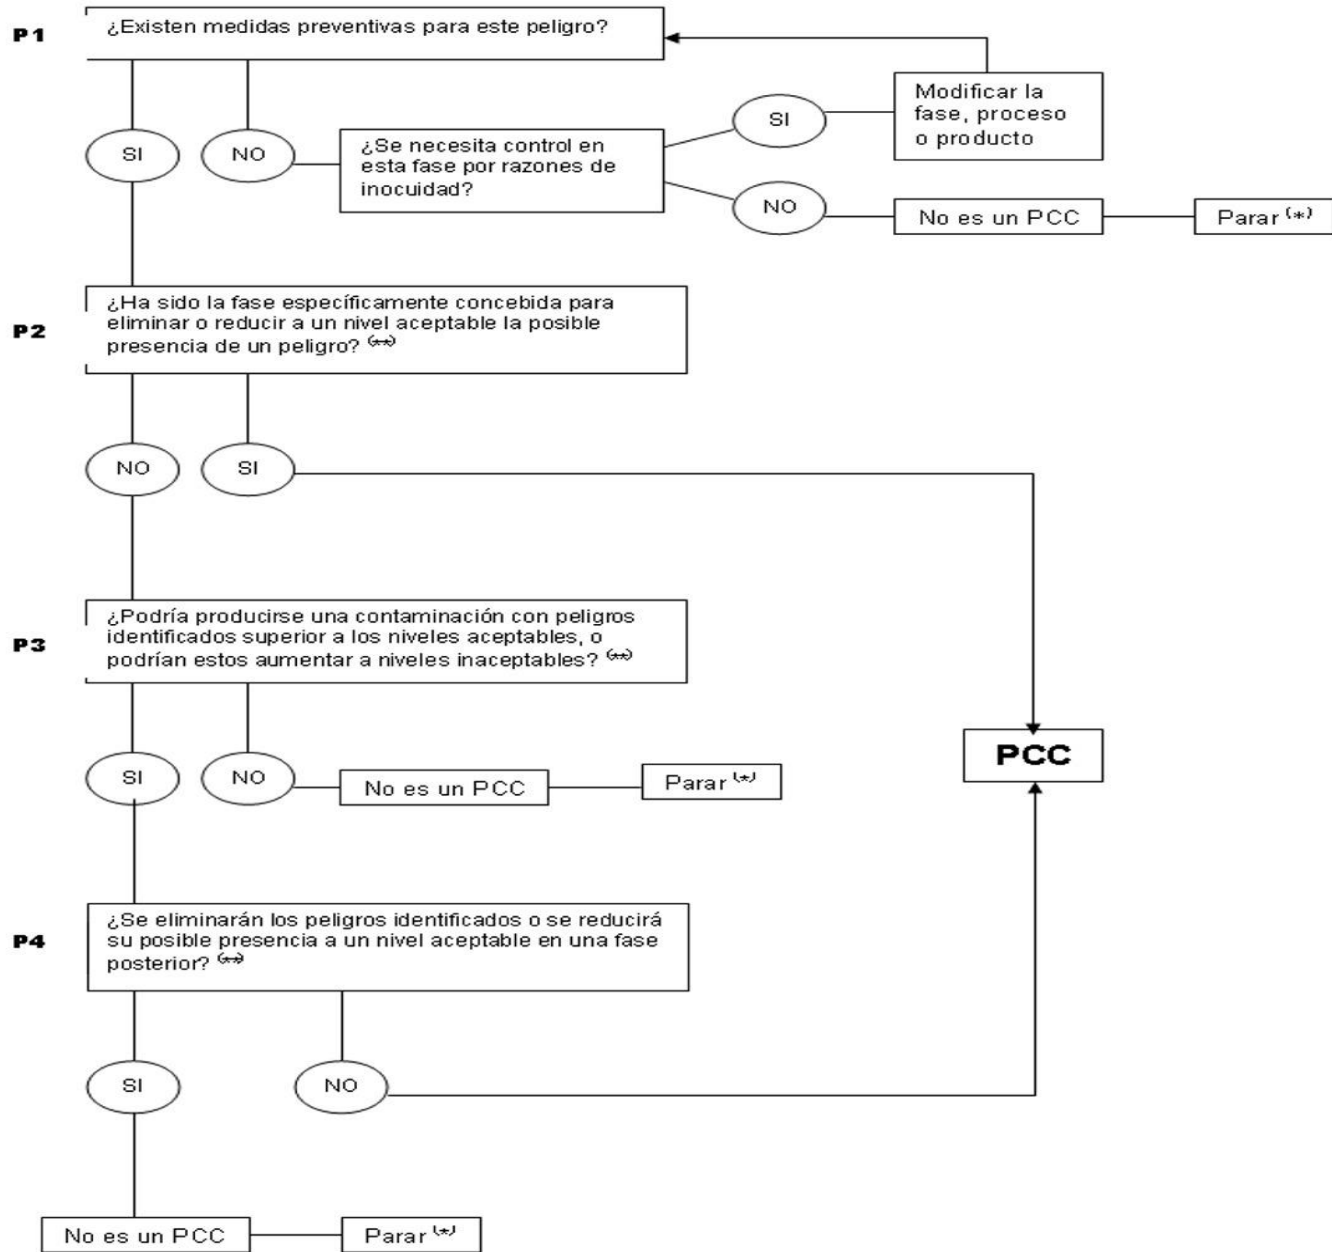 P1
¿Existen medidas preventivas para este peligro?
SI
NO
¿Se necesita control en
esta fase por razones de
inocuidad?
SI
Modificar la
fase, proceso
o producto
NO
No es un PCC
Parar (*)
P2
¿Ha sido la fase específicamente concebida para
eliminar o reducir a un nivel aceptable la posible
presencia de un peligro? (**)
NO
SI
P3
¿Podría producirse una contaminación con peligros
identificados superior a los niveles aceptables, o
podrían estos aumentar a niveles inaceptables? (**)
SI
NO
No es un PCC
Parar (*)
PCC
P4
¿Se eliminarán los peligros identificados o se reducirá
su posible presencia a un nivel aceptable en una fase
posterior? (**)
SI
NO
No es un PCC
Parar (*)